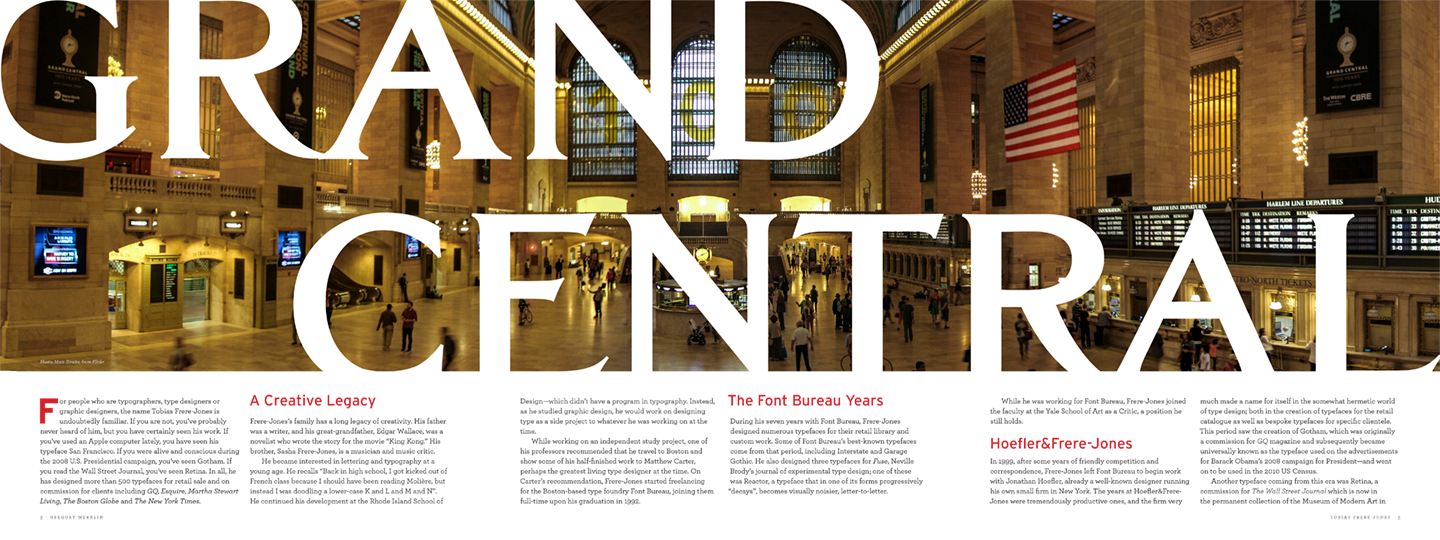 GRAND
CENTRAL
GRAND CENTRAL
GRAND CENTRAL
100 YEARS
CBRE
INFORMATION
HARLEM LINE DEPARTURES
HARLEM LINE DEPARTURES
TIME TRK DESTINATION REMARKS
TIME TRK DESTINATION
NORTH TICKETS
For people who are typographers, type designers or
graphic designers, the name Tobias Frere-Jones is
undoubtedly familiar. If you are not, you've probably
never heard of him, but you have certainly seen his work. If
you've used an Apple computer lately, you have seen his
typeface San Francisco. If you were alive and conscious during
the 2008 U.S. Presidential campaign, you've seen Gotham. If
you read the Wall Street Journal, you've seen Retina. In all, he
has designed more than 500 typefaces for retail sale and on
commission for clients including GQ, Esquire, Martha Stewart
Living, The Boston Globe and The New York Times.
A Creative Legacy
Frere-Jones's family has a long legacy of creativity. His father
was a writer, and his great-grandfather, Edgar Wallace, was a
novelist who wrote the story for the movie "King Kong." His
brother, Sasha Frere-Jones, is a musician and music critic.
He became interested in lettering and typography at a
young age. He recalls "Back in high school, I got kicked out of
French class because I should have been reading Molière, but
instead I was doodling a lower-case K and L and M and N".
He continued his development at the Rhode Island School of
Design—which didn't have a program in typography. Instead,
as he studied graphic design, he would work on designing
type as a side project to whatever he was working on at the
time.
While working on an independent study project, one of
his professors recommended that he head to Boston and
show some of his half-finished work to Matthew Carter,
perhaps the greatest living type designer at the time. On
Carter's recommendation, Frere-Jones started freelancing
for the Boston-based type foundry Font Bureau, joining them
full-time upon his graduation in 1992.
The Font Bureau Years
During his seven years with Font Bureau, Frere-Jones
designed numerous typefaces for their retail library and
custom work. Some of Font Bureau's best-known typefaces
come from that period, including Interstate and Garage
Gothic. He also designed three typefaces for Fuse, Neville
Brody's journal of experimental type design; one of these
was Reactor, a typeface that in one of its forms progressively
"decays", becomes visually noisier, letter-to-letter.
While he was working for Font Bureau, Frere-Jones joined
the faculty at the Yale School of Art as a Critic, a position he
still holds.
Hoefler&Frere-Jones
In 1999, after some years of friendly competition and
correspondence, Frere-Jones left Font Bureau to begin work
with Jonathan Hoefler, already a well-known designer running
his own small firm in New York. The years at Hoefler&Frere-
Jones were tremendously productive ones, and the firm very
much made a name for itself in the somewhat hermetic world
of type design; both in the creation of typefaces for the retail
catalogue as well as bespoke typefaces for specific clientele.
This period saw the creation of Gotham, which was originally
a commission for GQ magazine and subsequently became
universally known as the typeface used on the advertisements
for Barack Obama's 2008 campaign for President—and went
on to be used in the 2010 US Census.
Another typeface coming from this era was Retina, a
commission for The Wall Street Journal which is now in
the permanent collection of the Museum of Modern Art in
TOBIAS FRERE-JONES